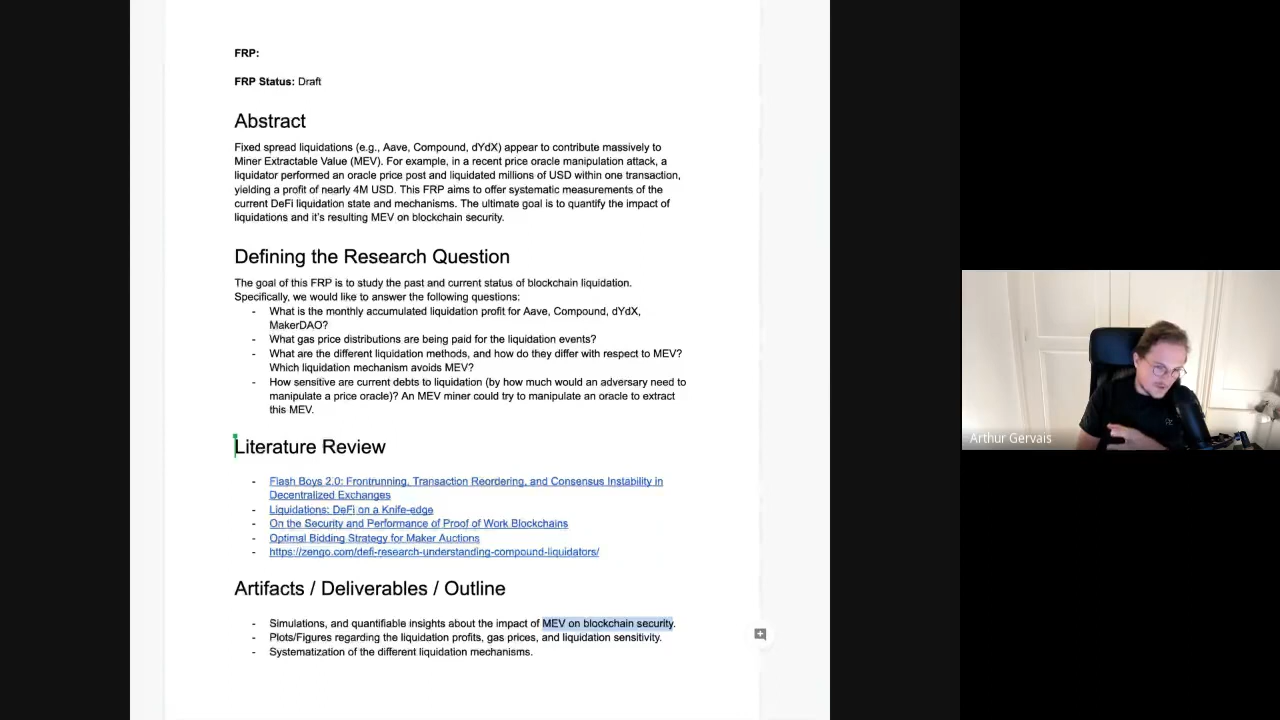 FRP:
FRP Status: Draft
Abstract
Fixed spread liquidations (e.g., Aave, Compound, dYdX) appear to contribute massively to
Miner Extractable Value (MEV). For example, in a recent price oracle manipulation attack, a
liquidator performed an oracle price post and liquidated millions of USD within one transaction,
yielding a profit of nearly 4M USD. This FRP aims to offer systematic measurements of the
current DeFi liquidation state and mechanisms. The ultimate goal is to quantify the impact of
liquidations and it's resulting MEV on blockchain security.
Defining the Research Question
The goal of this FRP is to study the past and current status of blockchain liquidation.
Specifically, we would like to answer the following questions:
- What is the monthly accumulated liquidation profit for Aave, Compound, dYdX,
MakerDAO?
- What gas price distributions are being paid for the liquidation events?
- What are the different liquidation methods, and how do they differ with respect to MEV?
Which liquidation mechanism avoids MEV?
- How sensitive are current debts to liquidation (by how much would an adversary need to
manipulate a price oracle)? An MEV miner could try to manipulate an oracle to extract
this MEV.
Literature Review
- Flash Boys 2.0: Frontrunning, Transaction Reordering, and Consensus Instability in
Decentralized Exchanges
- Liquidations: DeFi on a Knife-edge
- On the Security and Performance of Proof of Work Blockchains
- Optimal Bidding Strategy for Maker Auctions
- https://zengo.com/defi-research-understanding-compound-liquidators/
Artifacts / Deliverables / Outline
- Simulations, and quantifiable insights about the impact of MEV on blockchain security.
- Plots/Figures regarding the liquidation profits, gas prices, and liquidation sensitivity.
- Systematization of the different liquidation mechanisms.
Arthur Gervais